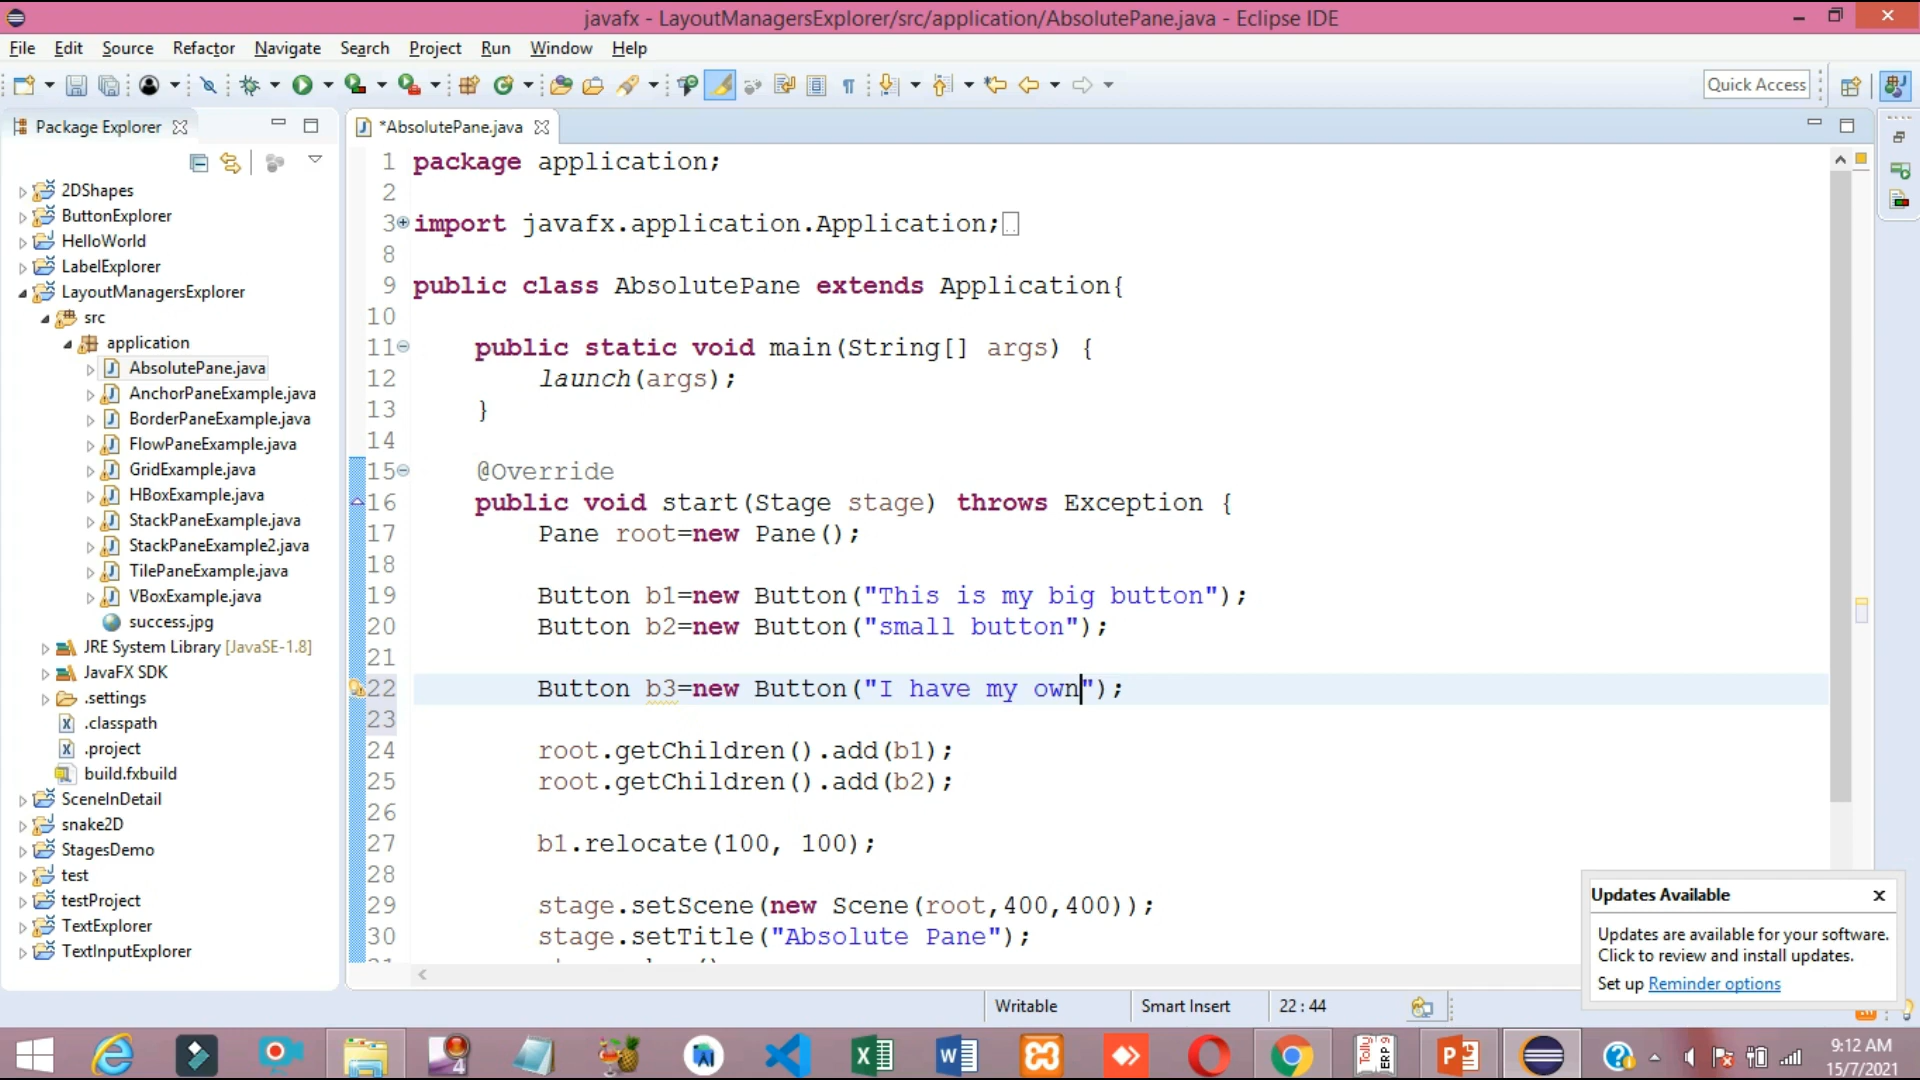 javafx - LayoutManagersExplorer/src/application/AbsolutePane.java - Eclipse IDE
File Edit Source Refactor Navigate Search Project Run Window Help
Quick Access
Package Explorer
*AbsolutePane.java
2DShapes
ButtonExplorer
HelloWorld
LabelExplorer
LayoutManagersExplorer
src
application
AbsolutePane.java
AnchorPaneExample.java
BorderPaneExample.java
FlowPaneExample.java
GridExample.java
HBoxExample.java
StackPaneExample.java
StackPaneExample2.java
TilePaneExample.java
VBoxExample.java
success.jpg
JRE System Library [JavaSE-1.8]
JavaFX SDK
.settings
.classpath
.project
build.fxbuild
SceneInDetail
snake2D
StagesDemo
test
testProject
TextExplorer
TextInputExplorer
1 package application;
2
3 import javafx.application.Application;
8
9 public class AbsolutePane extends Application{
10
11 public static void main(String[] args) {
12 launch(args);
13 }
14
15 @Override
16 public void start(Stage stage) throws Exception {
17 Pane root=new Pane();
18
19 Button b1=new Button("This is my big button");
20 Button b2=new Button("small button");
21
22 Button b3=new Button("I have my own");
23
24 root.getChildren().add(b1);
25 root.getChildren().add(b2);
26
27 b1.relocate(100, 100);
28
29 stage.setScene(new Scene(root,400,400));
30 stage.setTitle("Absolute Pane");
Updates Available
Updates are available for your software.
Click to review and install updates.
Set up Reminder options
Writable Smart Insert 22 : 44
9:12 AM
15/7/2021